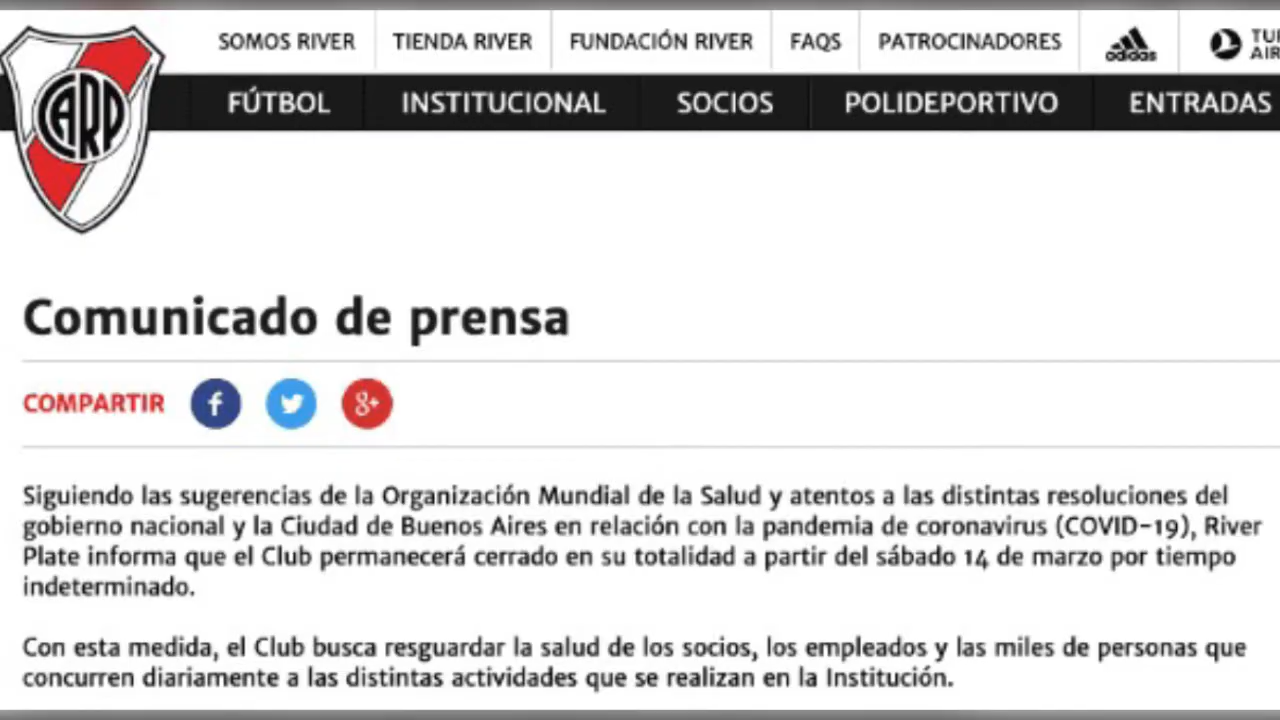 SOMOS RIVER TIENDA RIVER FUNDACIÓN RIVER FAQS PATROCINADORES adidas
CARP
FÚTBOL INSTITUCIONAL SOCIOS POLIDEPORTIVO ENTRADAS
Comunicado de prensa
COMPARTIR
Siguiendo las sugerencias de la Organización Mundial de la Salud y atentos a las distintas resoluciones del
gobierno nacional y la Ciudad de Buenos Aires en relación con la pandemia de coronavirus (COVID-19), River
Plate informa que el Club permanecerá cerrado en su totalidad a partir del sábado 14 de marzo por tiempo
indeterminado.
Con esta medida, el Club busca resguardar la salud de los socios, los empleados y las miles de personas que
concurren diariamente a las distintas actividades que se realizan en la Institución.